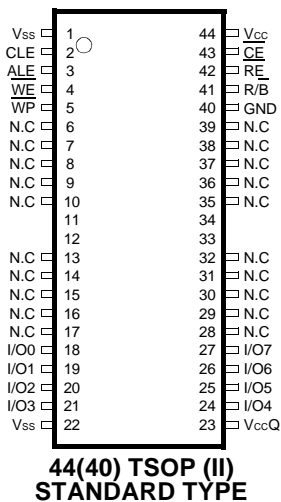 Vss 1 44 Vcc
CLE 2 43 CE
ALE 3 42 RE
WE 4 41 R/B
WP 5 40 GND
N.C 6 39 N.C
N.C 7 38 N.C
N.C 8 37 N.C
N.C 9 36 N.C
N.C 10 35 N.C
11 34
12 33
N.C 13 32 N.C
N.C 14 31 N.C
N.C 15 30 N.C
N.C 16 29 N.C
N.C 17 28 N.C
I/O0 18 27 I/O7
I/O1 19 26 I/O6
I/O2 20 25 I/O5
I/O3 21 24 I/O4
Vss 22 23 VccQ
44(40) TSOP (II)
STANDARD TYPE